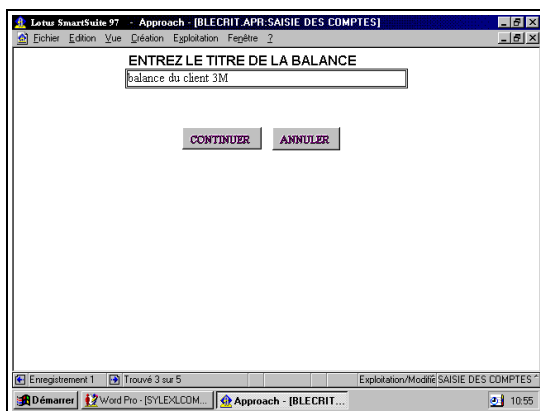 Lotus SmartSuite 97 - Approach - [BLECRIT.APR:SAISIE DES COMPTES]
Fichier Edition Vue Création Exploitation Fenêtre ?
ENTREZ LE TITRE DE LA BALANCE
balance du client 3M
CONTINUER ANNULER
Enregistrement 1 Trouvé 3 sur 5 Exploitation/Modifie SAISIE DES COMPTES
Démarrer Word Pro - [SYLEXLCOM... Approach - [BLECRIT... 10:55